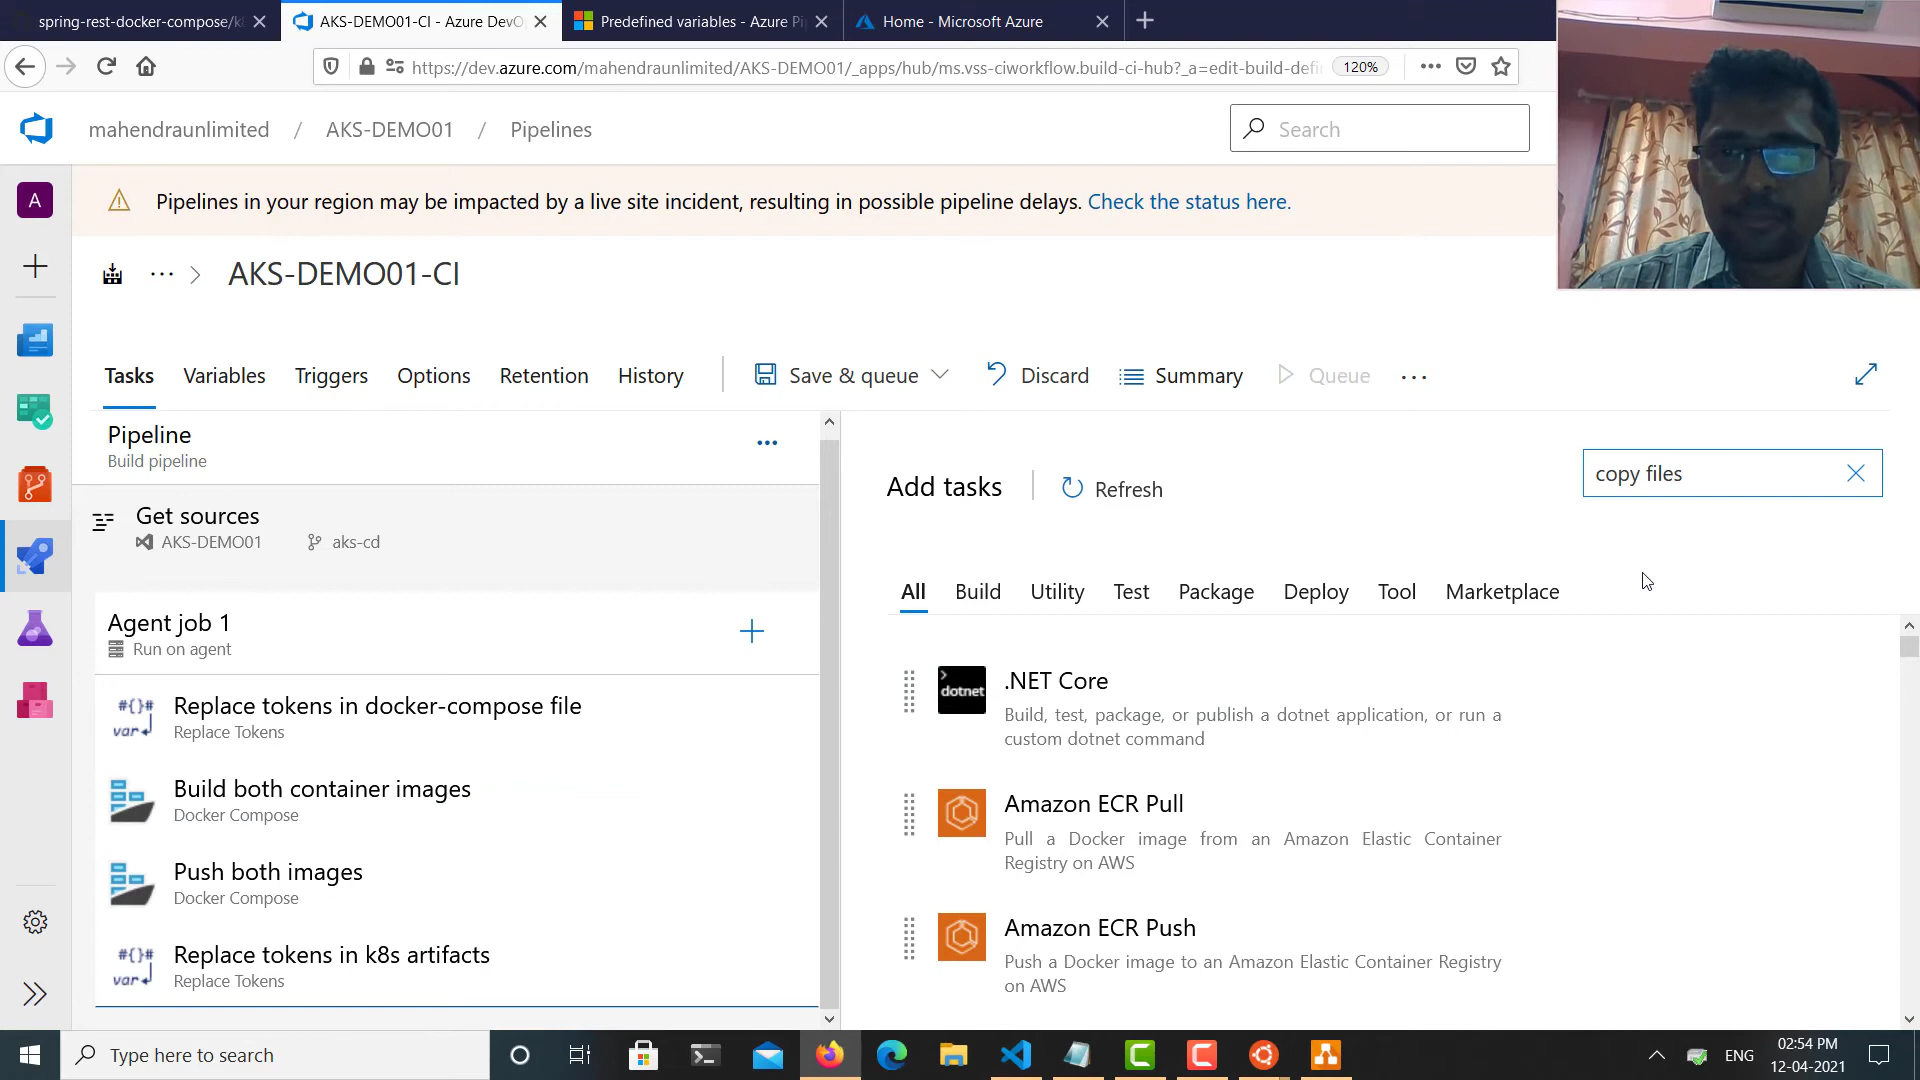 spring-rest-docker-compose/k8
AKS-DEMO01-CI - Azure DevO
Predefined variables - Azure Pip
Home - Microsoft Azure
https://dev.azure.com/mahendraunlimited/AKS-DEMO01/_apps/hub/ms.vss-ciworkflow.build-ci-hub?_a=edit-build-defin
120%
mahendraunlimited / AKS-DEMO01 / Pipelines
Search
A
Pipelines in your region may be impacted by a live site incident, resulting in possible pipeline delays. Check the status here.
... > AKS-DEMO01-CI
Tasks Variables Triggers Options Retention History Save & queue Discard Summary Queue ...
Pipeline
Build pipeline
Get sources
AKS-DEMO01 aks-cd
Agent job 1
Run on agent
#{}#
var
Replace tokens in docker-compose file
Replace Tokens
Build both container images
Docker Compose
Push both images
Docker Compose
#{}#
var
Replace tokens in k8s artifacts
Replace Tokens
Add tasks
Refresh
copy files
All Build Utility Test Package Deploy Tool Marketplace
dotnet
.NET Core
Build, test, package, or publish a dotnet application, or run a
custom dotnet command
Amazon ECR Pull
Pull a Docker image from an Amazon Elastic Container
Registry on AWS
Amazon ECR Push
Push a Docker image to an Amazon Elastic Container Registry
on AWS
Type here to search
ENG
02:54 PM
12-04-2021